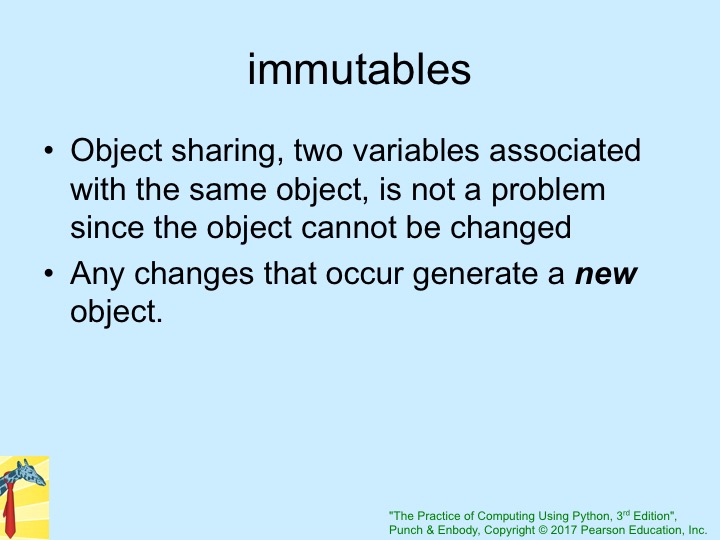 immutables
• Object sharing, two variables associated
with the same object, is not a problem
since the object cannot be changed
• Any changes that occur generate a new
object.
"The Practice of Computing Using Python, 3rd Edition",
Punch & Enbody, Copyright © 2017 Pearson Education, Inc.